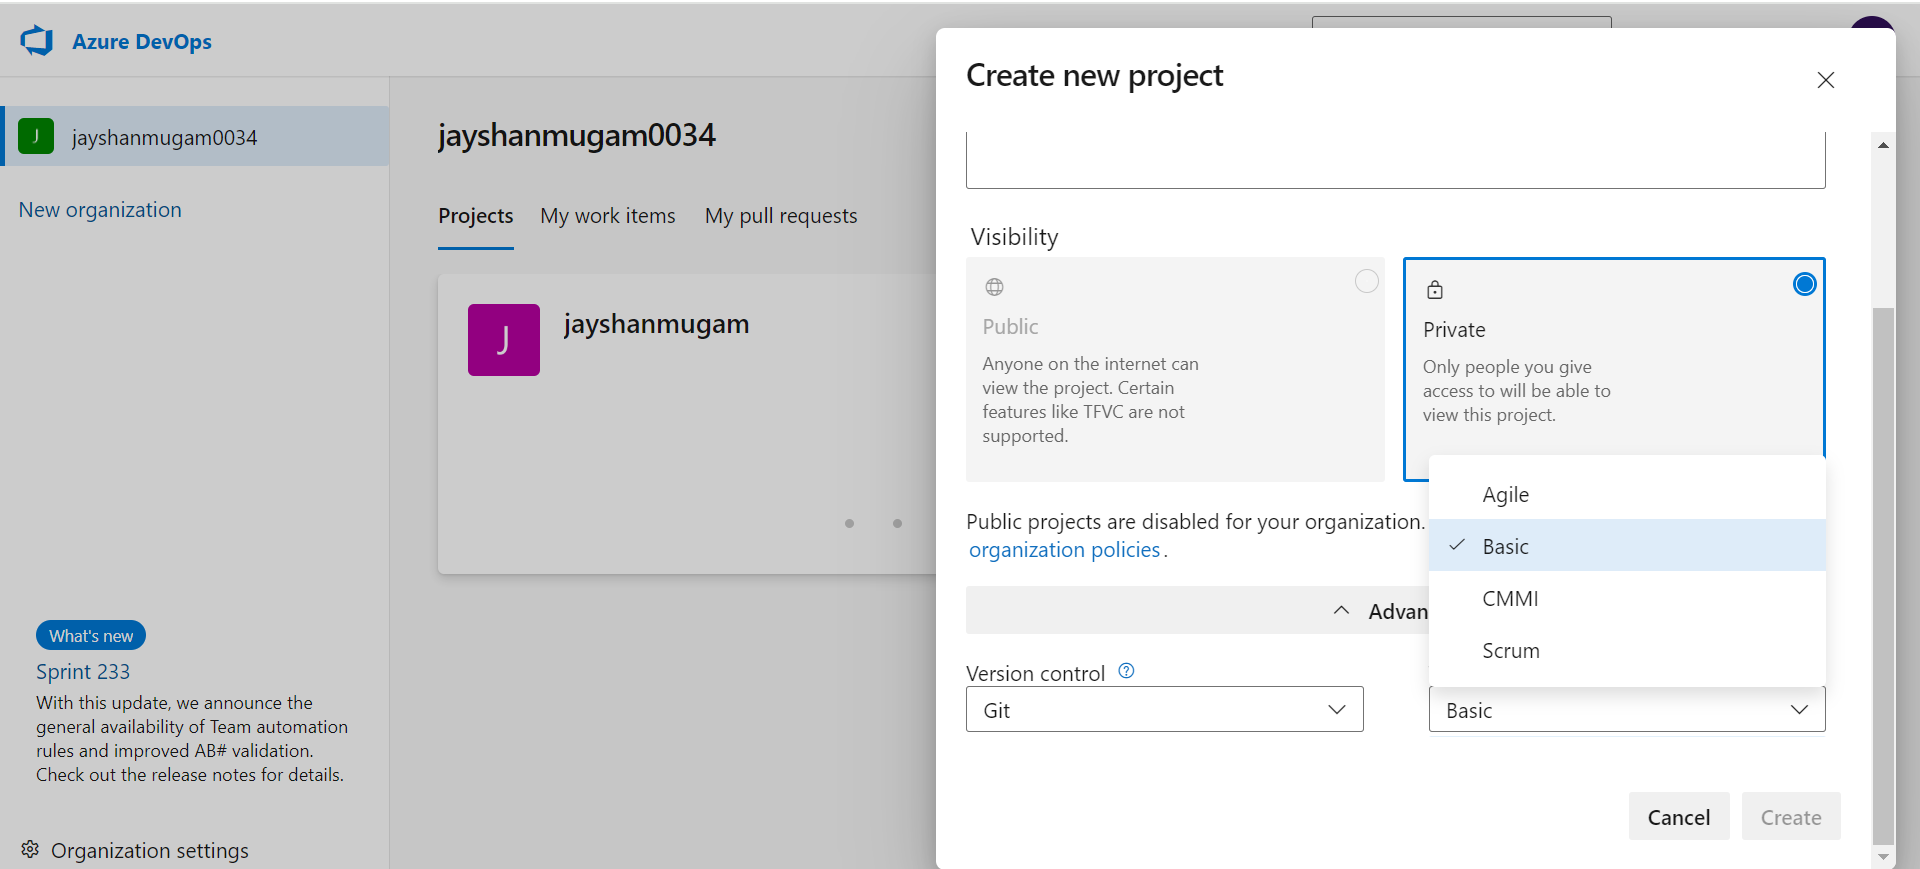 Azure DevOps
J
jayshanmugam0034
New organization
What's new
Sprint 233
With this update, we announce the
general availability of Team automation
rules and improved AB# validation.
Check out the release notes for details.
Organization settings
jayshanmugam0034
Projects
My work items
My pull requests
J
jayshanmugam
Create new project
Visibility
Public
Anyone on the internet can
view the project. Certain
features like TFVC are not
supported.
Private
Only people you give
access to will be able to
view this project.
Public projects are disabled for your organization.
organization policies.
Advan
Agile
Basic
CMMI
Scrum
Version control ?
Git
Basic
Cancel
Create